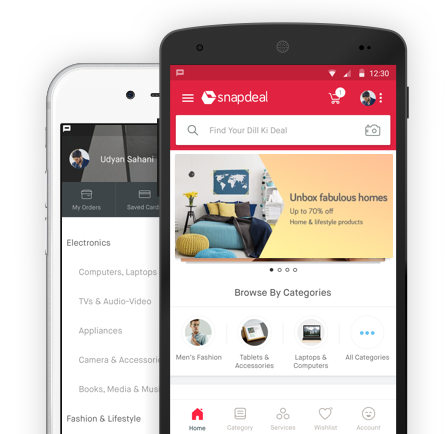 12:30
snapdeal
1
Find Your Dill Ki Deal
Unbox fabulous homes
Up to 70% off
Home & lifestyle products
Browse By Categories
Men's Fashion
Tablets &
Accessories
Laptops &
Computers
All Categories
Home
Category
Services
Wishlist
Account
Udyan Sahani
My Orders
Saved Card
Electronics
Computers, Laptops
TVs & Audio-Video
Appliances
Camera & Accessori
Books, Media & Mus
Fashion & Lifestyle